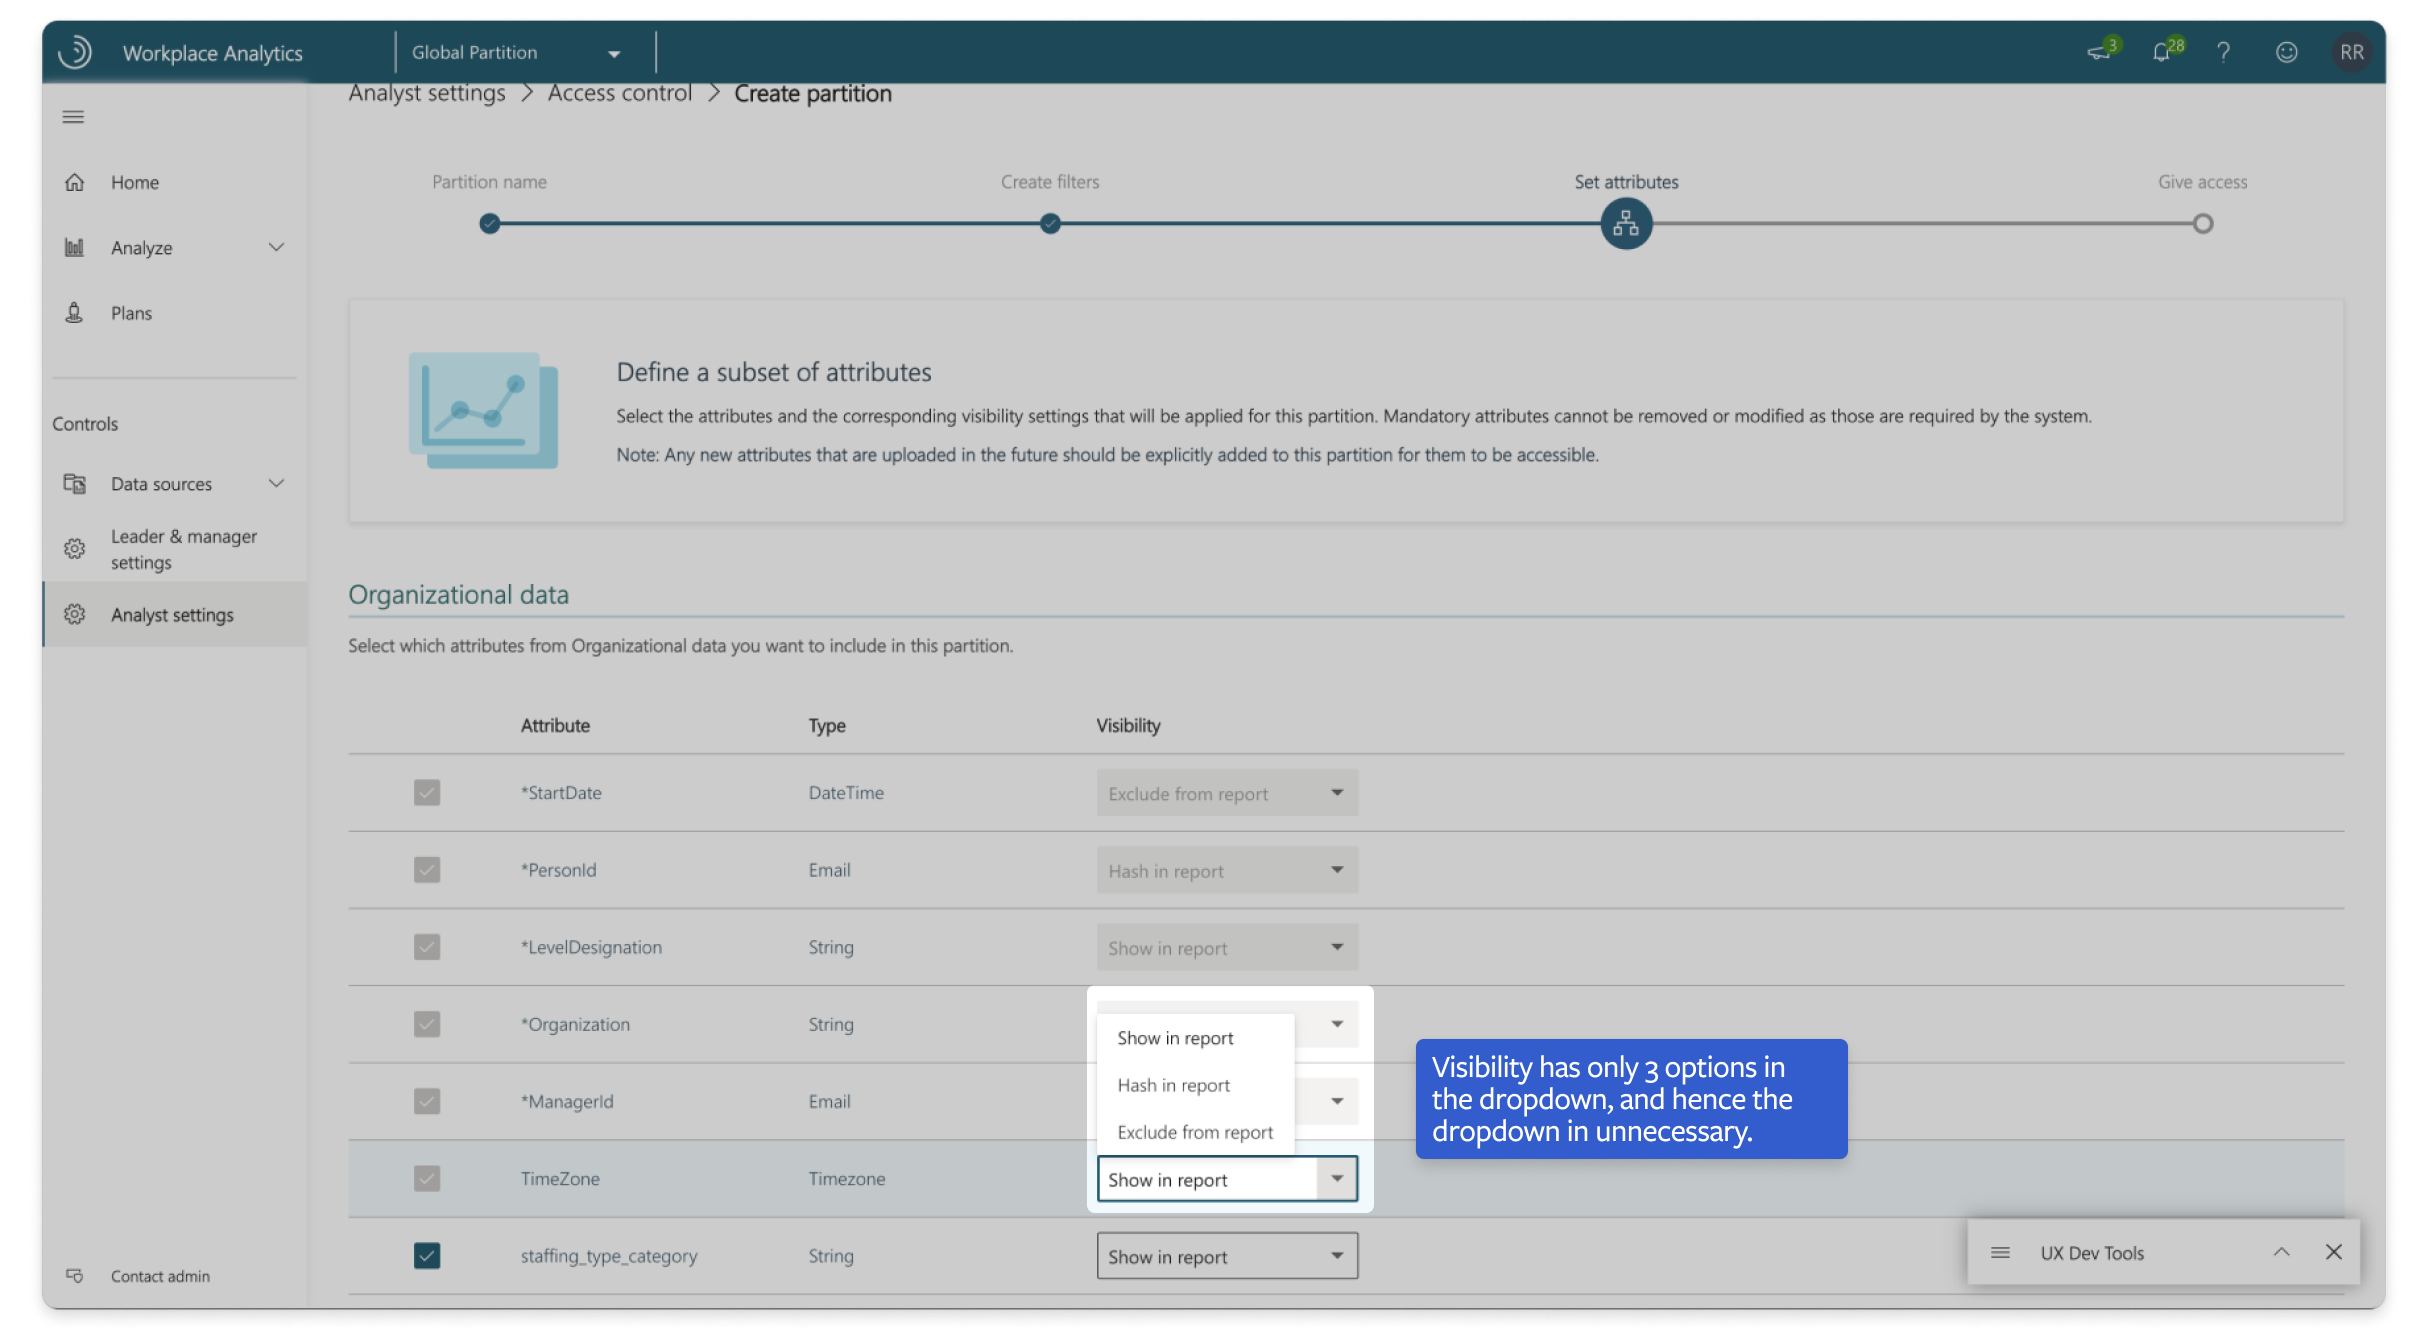 Workplace Analytics
Global Partition
3
28
?
RR
Analyst settings > Access control > Create partition
Home
Analyze
Plans
Controls
Data sources
Leader & manager
settings
Analyst settings
Contact admin
Partition name
Create filters
Set attributes
Give access
Define a subset of attributes
Select the attributes and the corresponding visibility settings that will be applied for this partition. Mandatory attributes cannot be removed or modified as those are required by the system.
Note: Any new attributes that are uploaded in the future should be explicitly added to this partition for them to be accessible.
Organizational data
Select which attributes from Organizational data you want to include in this partition.
Attribute Type Visibility
*StartDate DateTime Exclude from report
*PersonId Email Hash in report
*LevelDesignation String Show in report
*Organization String
*ManagerId Email
Show in report
Hash in report
Exclude from report
TimeZone Timezone Show in report
staffing_type_category String Show in report
Visibility has only 3 options in
the dropdown, and hence the
dropdown in unnecessary.
UX Dev Tools